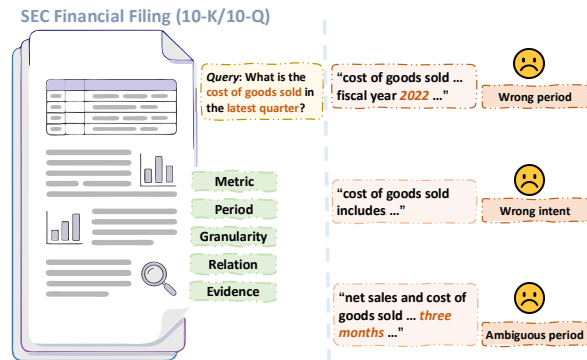 SEC Financial Filing (10-K/10-Q)
Query: What is the
cost of goods sold in
the latest quarter?
Metric
Period
Granularity
Relation
Evidence
“cost of goods sold ...
fiscal year 2022 ...”
Wrong period
“cost of goods sold
includes ...”
Wrong intent
“net sales and cost of
goods sold ... three
months ...”
Ambiguous period